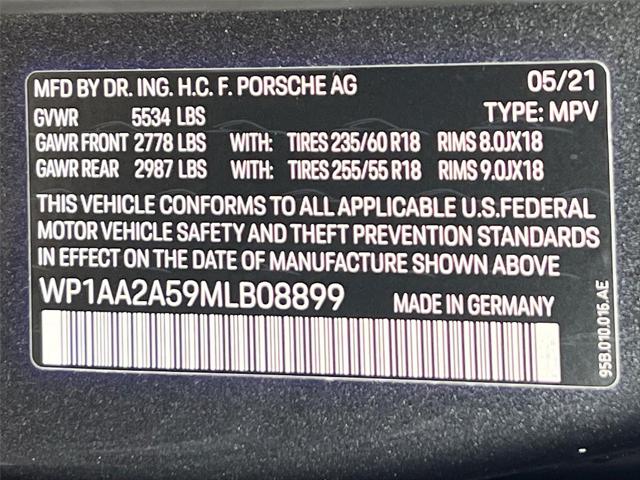 MFD BY DR. ING. H.C. F. PORSCHE AG 05/21
GVWR 5534 LBS TYPE: MPV
GAWR FRONT 2778 LBS WITH: TIRES 235/60 R18 RIMS 8.0JX18
GAWR REAR 2987 LBS WITH: TIRES 255/55 R18 RIMS 9.0JX18
THIS VEHICLE CONFORMS TO ALL APPLICABLE U.S.FEDERAL
MOTOR VEHICLE SAFETY AND THEFT PREVENTION STANDARDS
IN EFFECT ON THE DATE OF MANUFACTURE SHOWN ABOVE
WP1AA2A59MLB08899 MADE IN GERMANY
95B.010.016.AE